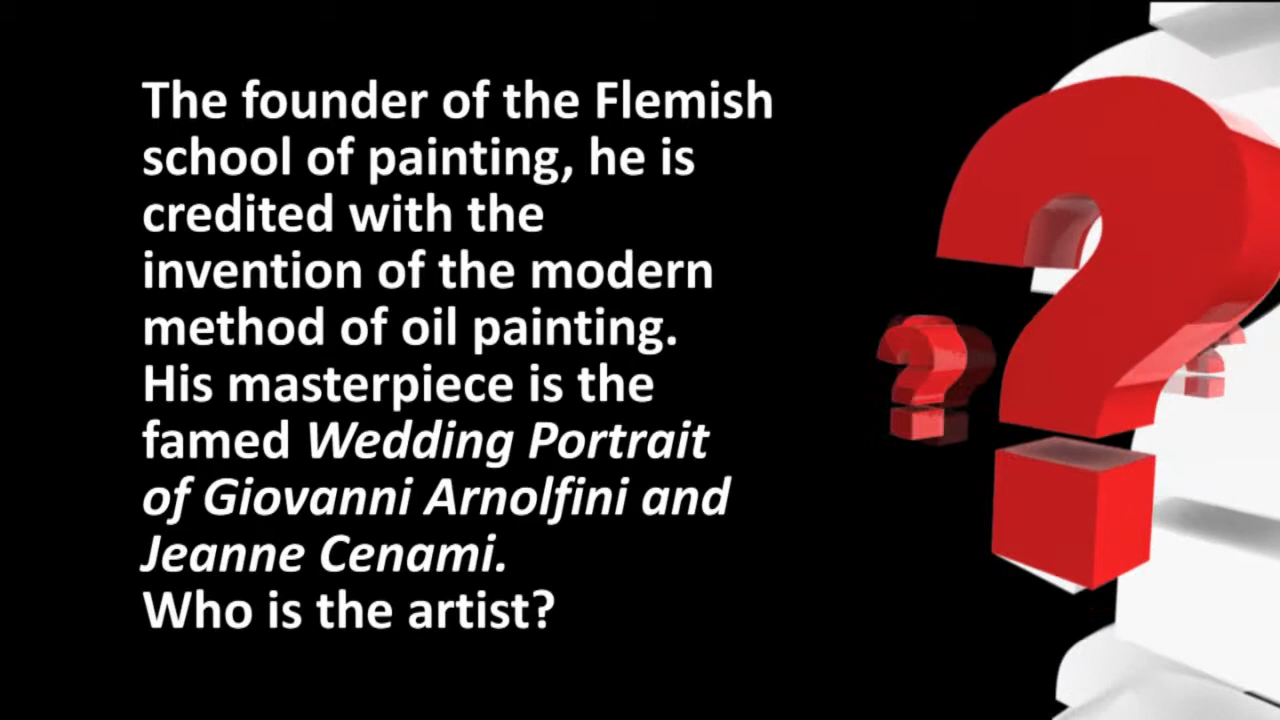 The founder of the Flemish
school of painting, he is
credited with the
invention of the modern
method of oil painting.
His masterpiece is the
famed Wedding Portrait
of Giovanni Arnolfini and
Jeanne Cenami.
Who is the artist?